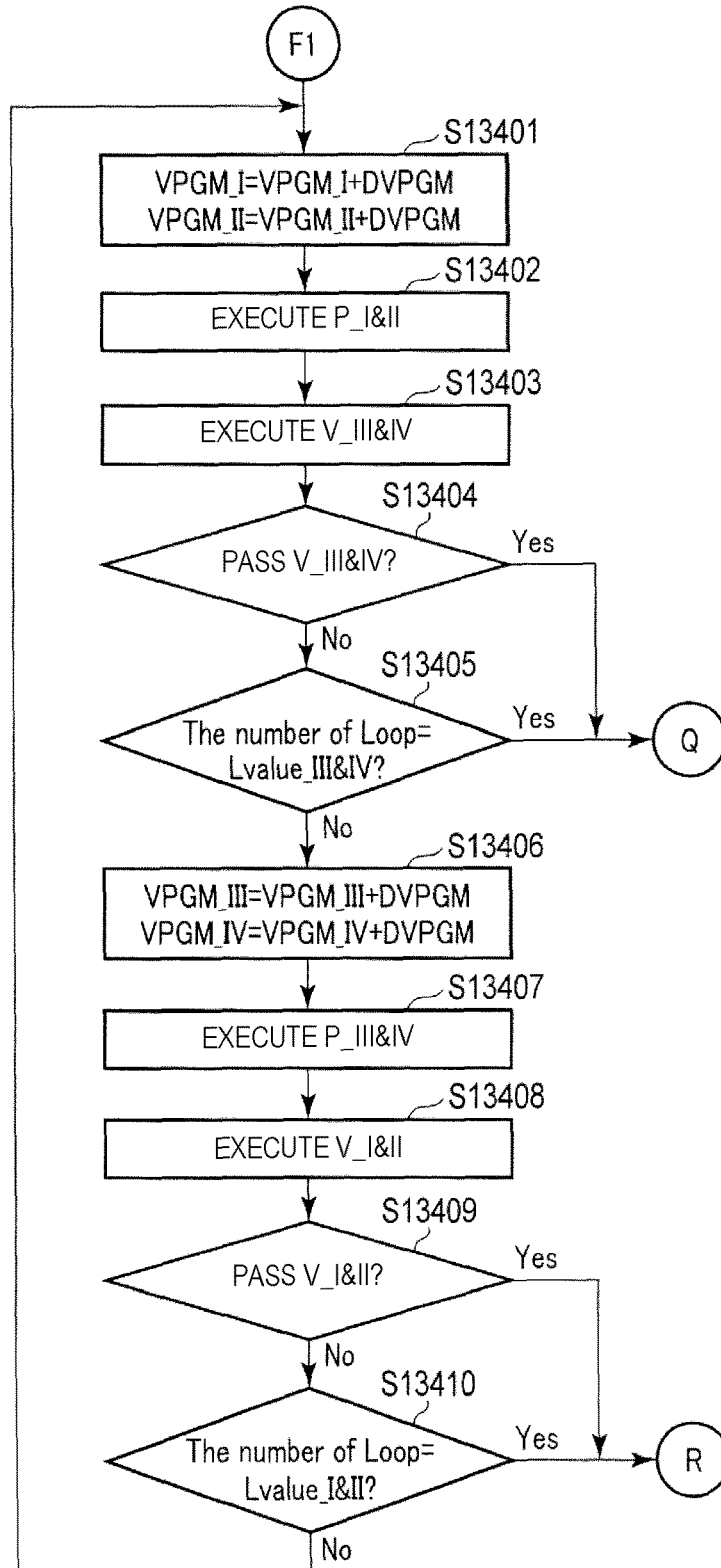 F1
S13401
VPGM_I=VPGM_I+DVPGM
VPGM_II=VPGM_II+DVPGM
S13402
EXECUTE P_I&II
S13403
EXECUTE V_III&IV
S13404
PASS V_III&IV?
Yes
No
S13405
The number of Loop=
Lvalue_III&IV?
Yes
Q
No
S13406
VPGM_III=VPGM_III+DVPGM
VPGM_IV=VPGM_IV+DVPGM
S13407
EXECUTE P_III&IV
S13408
EXECUTE V_I&II
S13409
PASS V_I&II?
Yes
No
S13410
The number of Loop=
Lvalue_I&II?
Yes
R
No